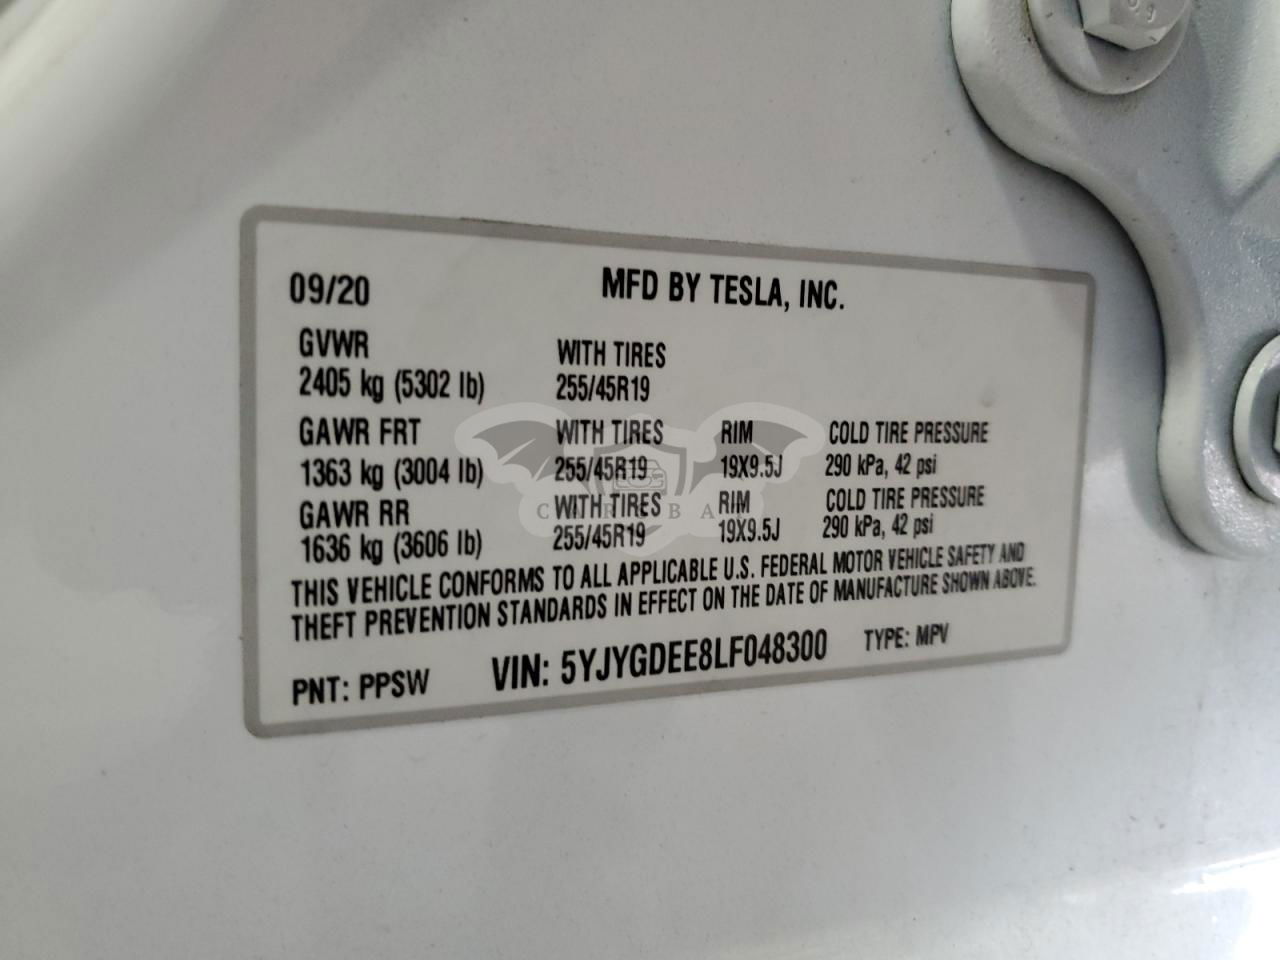 09/20 MFD BY TESLA, INC.
GVWR WITH TIRES
2405 kg (5302 lb) 255/45R19
GAWR FRT WITH TIRES RIM COLD TIRE PRESSURE
1363 kg (3004 lb) 255/45R19 19X9.5J 290 kPa, 42 psi
GAWR RR WITH TIRES RIM COLD TIRE PRESSURE
1636 kg (3606 lb) 255/45R19 19X9.5J 290 kPa, 42 psi
THIS VEHICLE CONFORMS TO ALL APPLICABLE U.S. FEDERAL MOTOR VEHICLE SAFETY AND
THEFT PREVENTION STANDARDS IN EFFECT ON THE DATE OF MANUFACTURE SHOWN ABOVE.
PNT: PPSW VIN: 5YJYGDEE8LF048300 TYPE: MPV